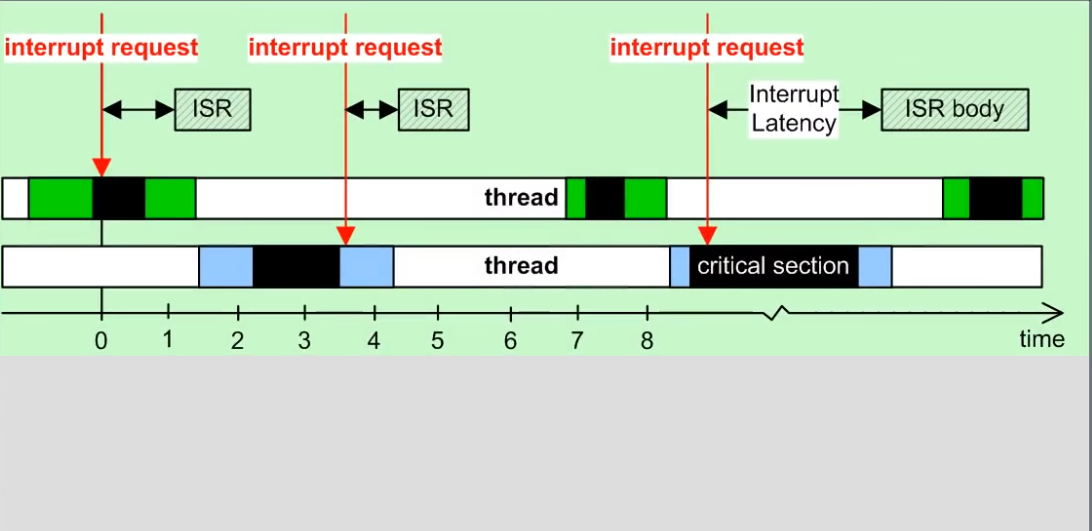 interrupt request interrupt request interrupt request
ISR ISR Interrupt
Latency ISR body
thread
thread critical section
0 1 2 3 4 5 6 7 8 time